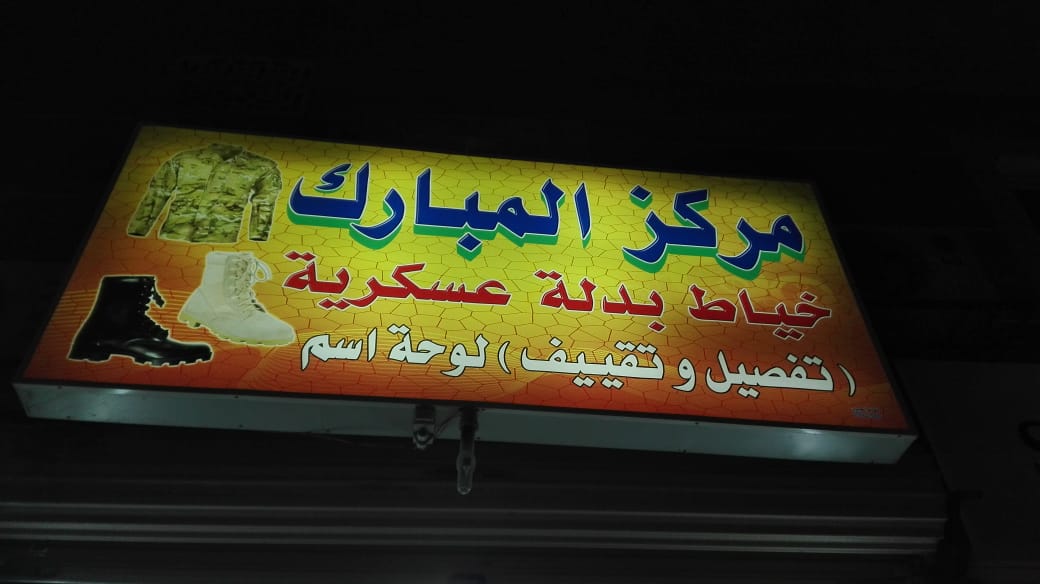 مركز المبارك
خياط بدلة عسكرية
( تفصيل و تقييف ) لوحة اسم